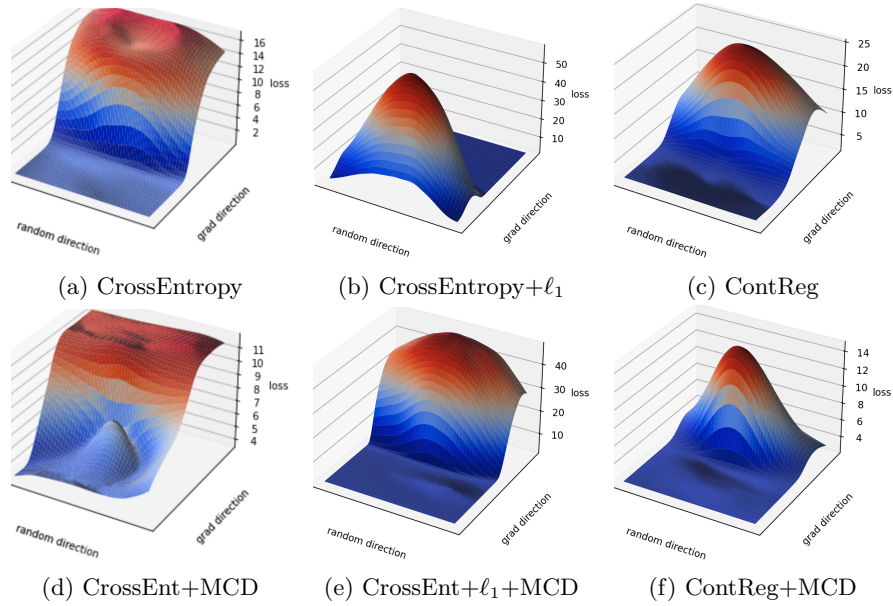 16
14
12
10
8
6
4
2
loss
random direction
grad direction
50
40
30
20
10
loss
random direction
grad direction
25
20
15
10
5
loss
random direction
grad direction
(a) CrossEntropy
(b) CrossEntropy+ℓ₁
(c) ContReg
11
10
9
8
7
6
5
4
loss
random direction
grad direction
40
30
20
10
loss
random direction
grad direction
14
12
10
8
6
4
loss
random direction
grad direction
(d) CrossEnt+MCD
(e) CrossEnt+ℓ₁+MCD
(f) ContReg+MCD